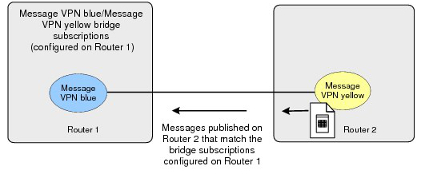 Message VPN blue/Message
VPN yellow bridge
subscriptions
(configured on Router 1)
Message
VPN blue
Router 1
Message
VPN yellow
Router 2
Messages published on
Router 2 that match the
bridge subscriptions
configured on Router 1